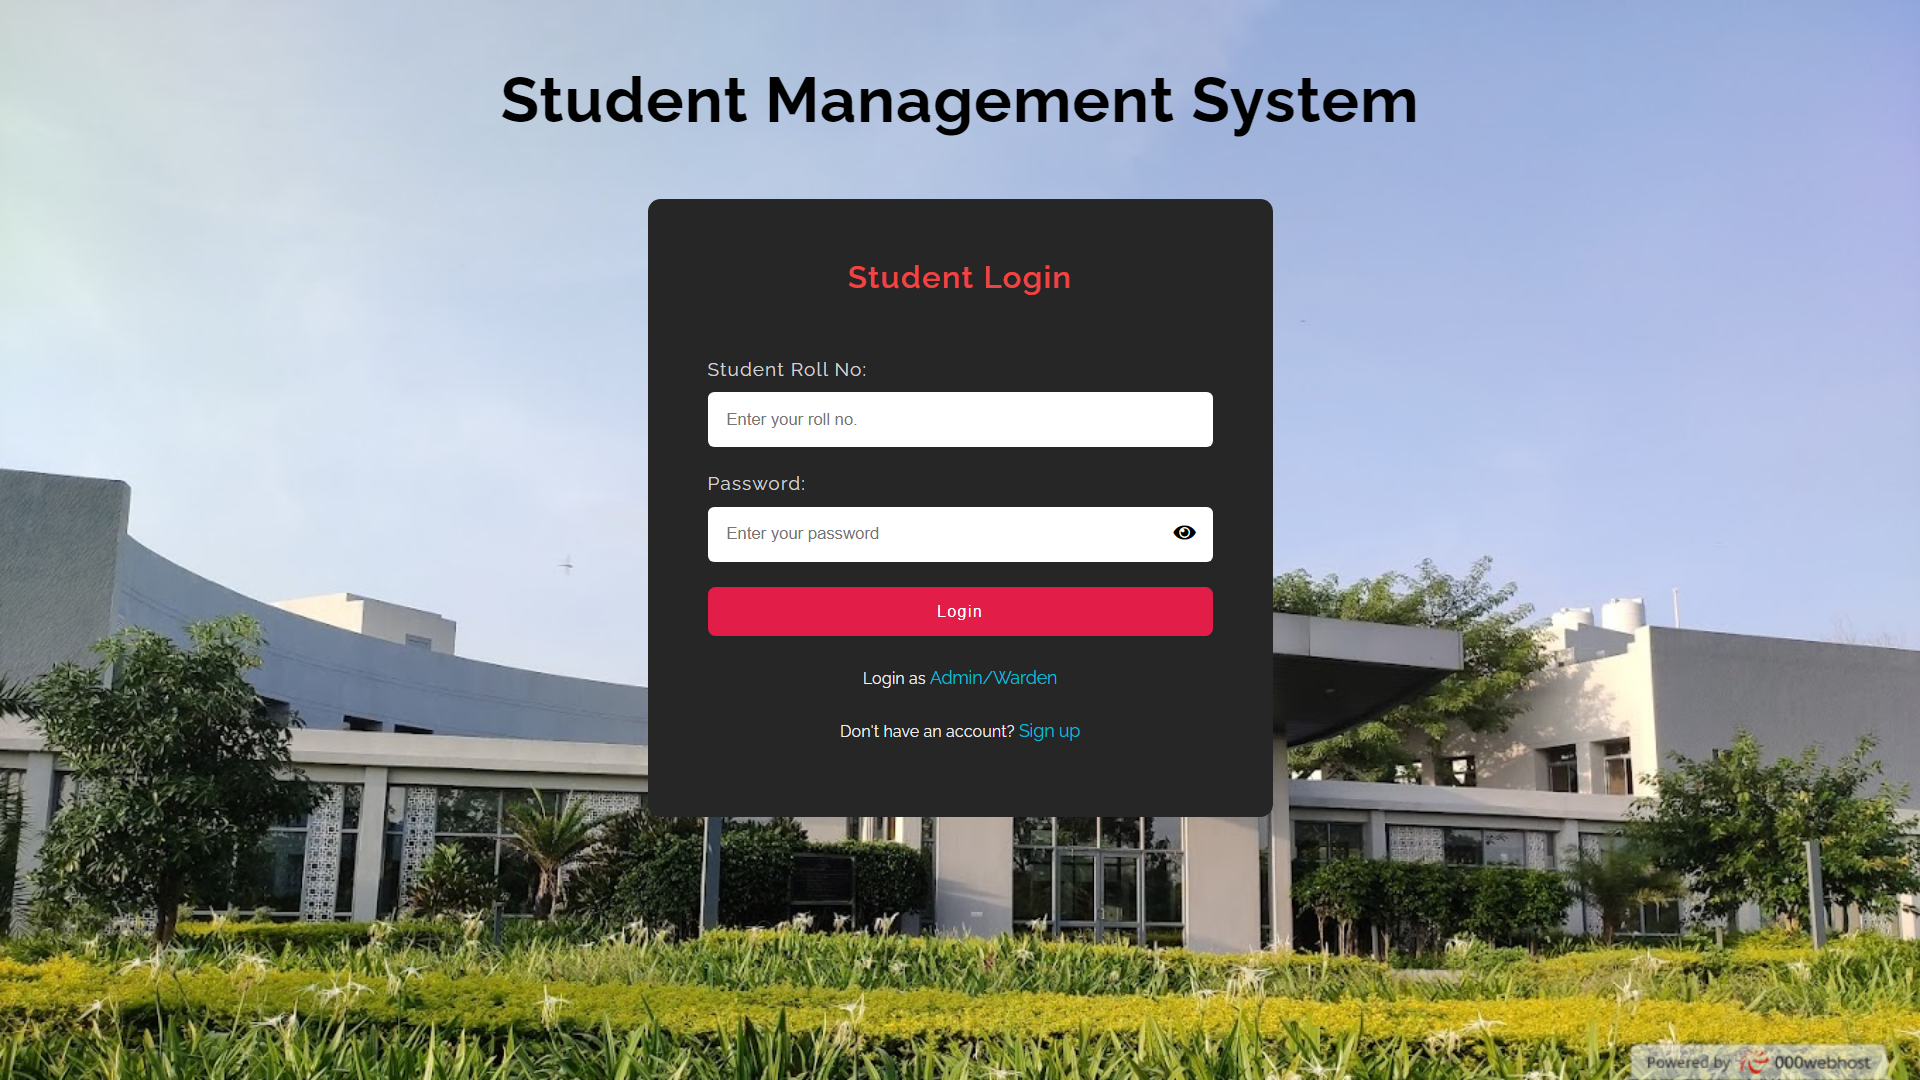 Student Management System
Student Login
Student Roll No:
Enter your roll no.
Password:
Enter your password
Login
Login as Admin/Warden
Don't have an account? Sign up
Powered by 000webhost